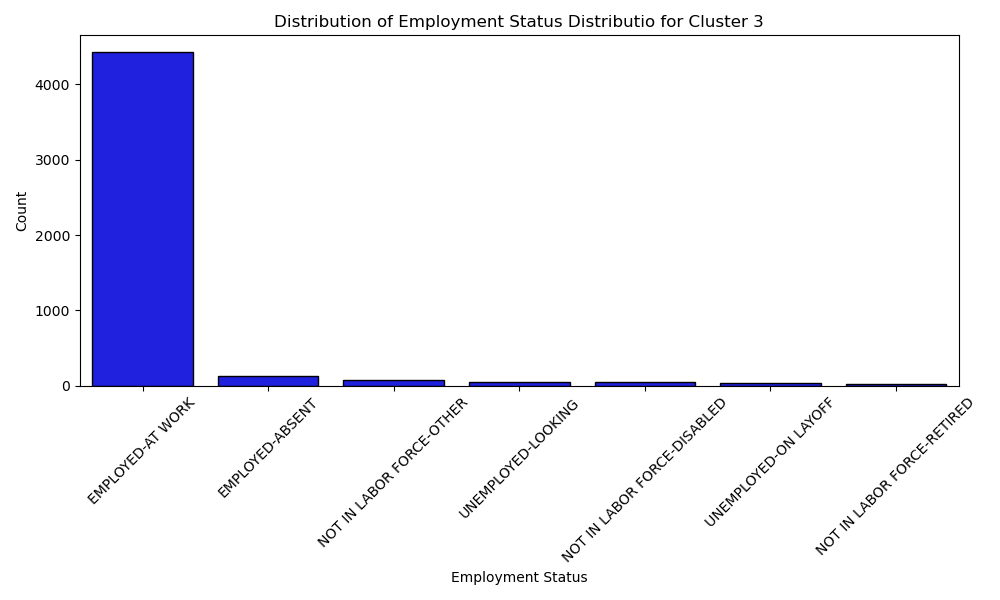 Distribution of Employment Status Distributio for Cluster 3
4000
3000
2000
1000
0
Count
EMPLOYED-AT WORK
EMPLOYED-ABSENT
NOT IN LABOR FORCE-OTHER
UNEMPLOYED-LOOKING
NOT IN LABOR FORCE-DISABLED
UNEMPLOYED-ON LAYOFF
NOT IN LABOR FORCE-RETIRED
Employment Status